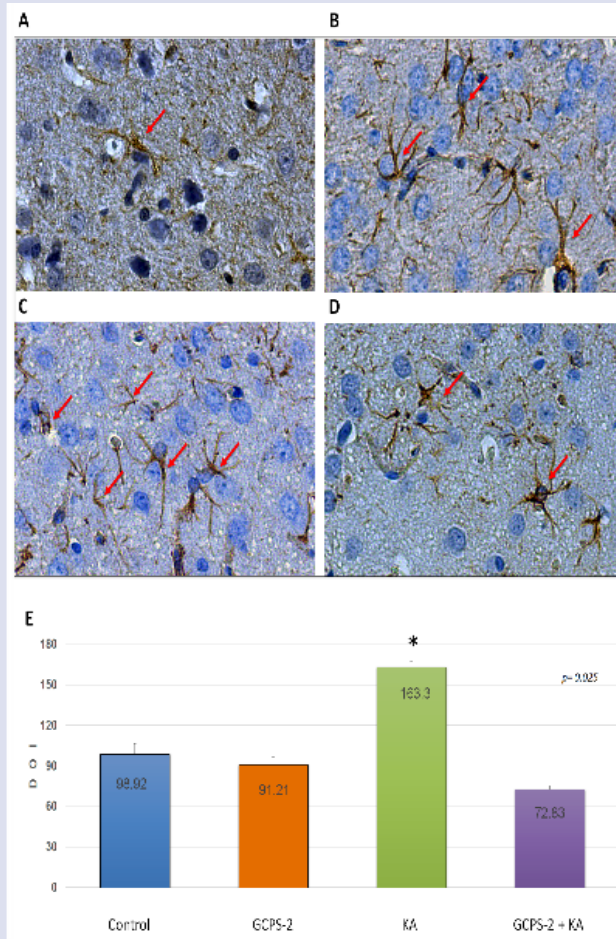 A
B
C
D
E
180
150
120
90
60
30
0
D O I
98.92
91.21
163.3
72.83
*
p= 0.025
Control
GCPS-2
KA
GCPS-2 + KA